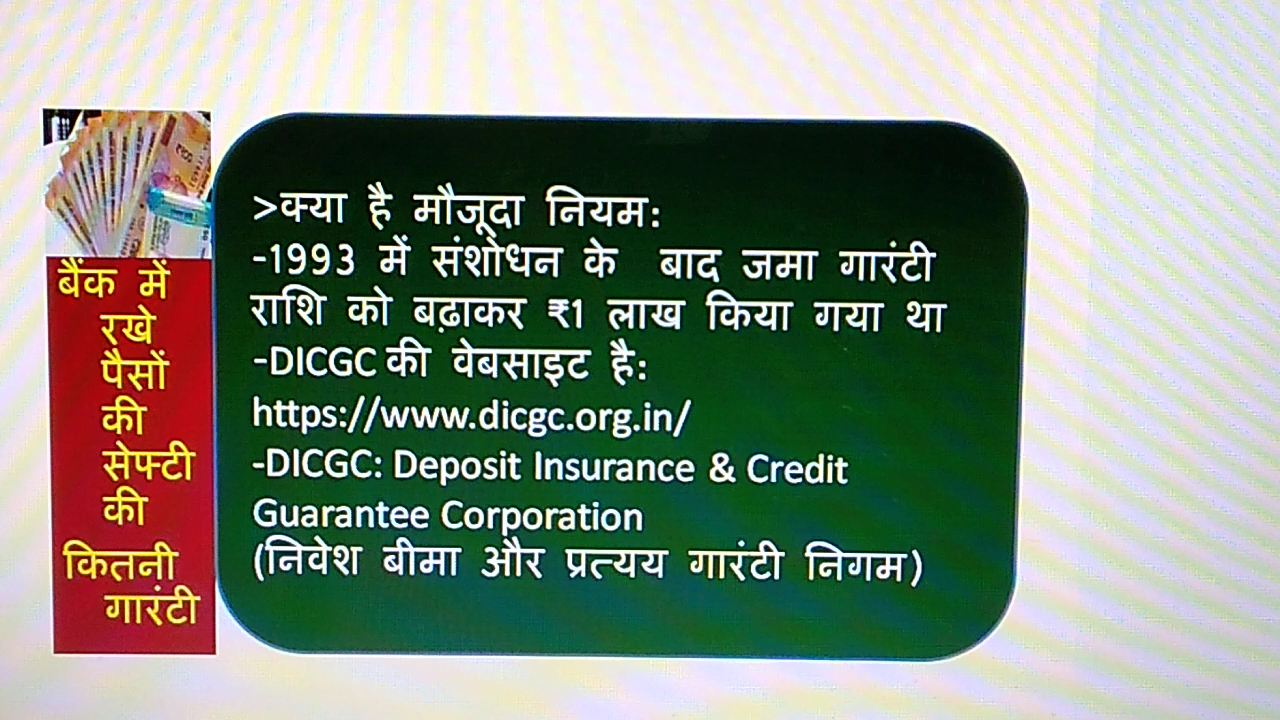 बैंक में
रखे
पैसों
की
सेफ्टी
की
कितनी
गारंटी
>क्या है मौजूदा नियम:
-1993 में संशोधन के बाद जमा गारंटी
राशि को बढ़ाकर ₹1 लाख किया गया था
-DICGC की वेबसाइट है:
https://www.dicgc.org.in/
-DICGC: Deposit Insurance & Credit
Guarantee Corporation
(निवेश बीमा और प्रत्यय गारंटी निगम)